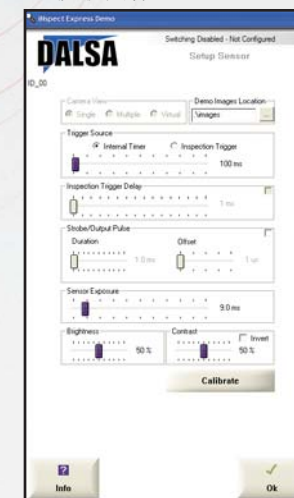 iNspect Express Demo
DALSA
Switching Disabled - Not Configured
Setup Sensor
ID_00
Camera View
Single
Multiple
Virtual
Demo Images Location
.\images
...
Trigger Source
Internal Timer
Inspection Trigger
100 ms
Inspection Trigger Delay
1 ms
Strobe/Output Pulse
Duration
1.0 ms
Offset
1 us
Sensor Exposure
9.0 ms
Brightness
50 %
Contrast
Invert
50 %
Calibrate
Info
Ok